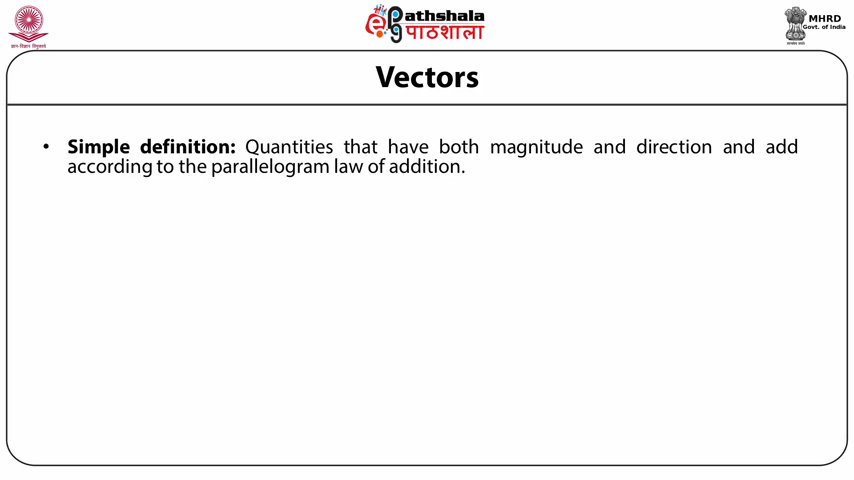 ePathshala
पाठशाला
MHRD
Govt. of India
Vectors
• Simple definition: Quantities that have both magnitude and direction and add
according to the parallelogram law of addition.